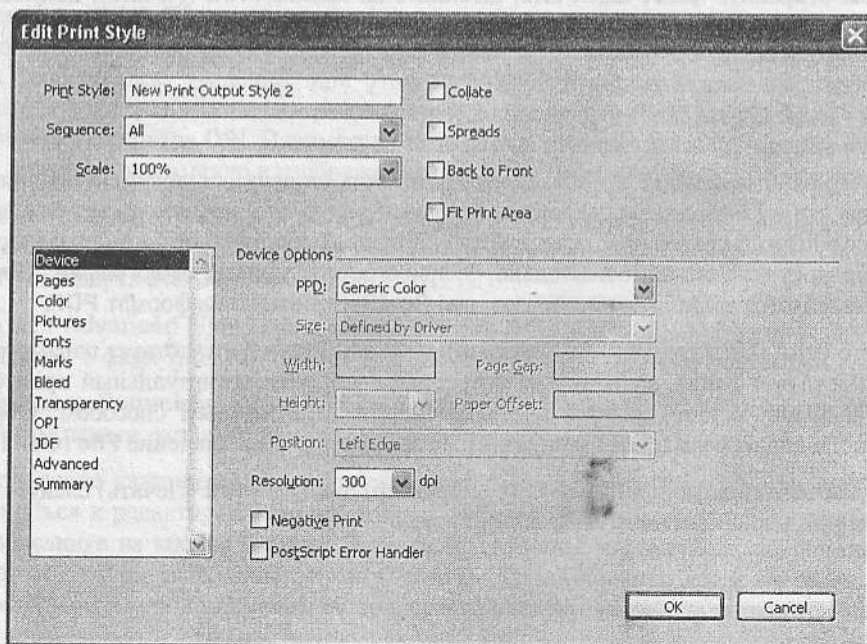 Edit Print Style
Print Style: New Print Output Style 2
Collate
Sequence: All
Spreads
Scale: 100%
Back to Front
Fit Print Area
Device
Pages
Color
Pictures
Fonts
Marks
Bleed
Transparency
OPI
JDF
Advanced
Summary
Device Options
PPD: Generic Color
Size: Defined by Driver
Width:
Page Gap:
Height:
Paper Offset:
Position: Left Edge
Resolution: 300 dpi
Negative Print
PostScript Error Handler
OK
Cancel